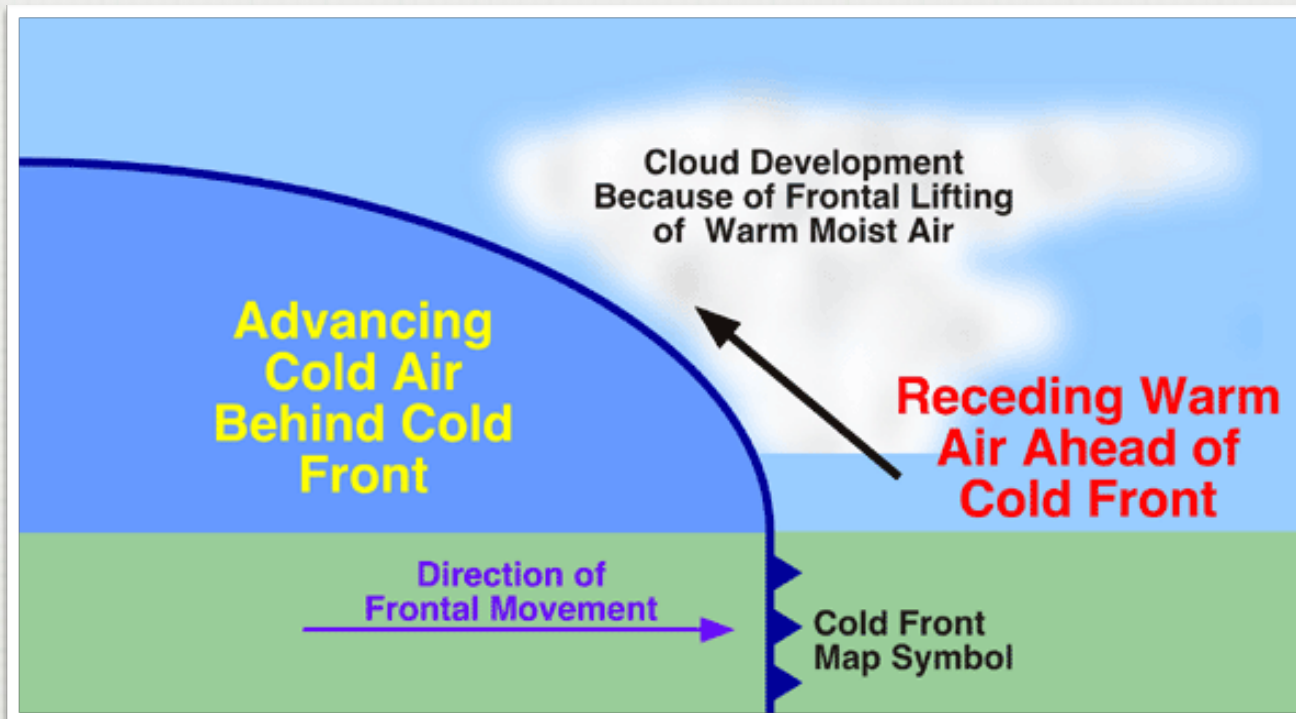 Cloud Development
Because of Frontal Lifting
of Warm Moist Air
Advancing
Cold Air
Behind Cold
Front
Receding Warm
Air Ahead of
Cold Front
Direction of
Frontal Movement
Cold Front
Map Symbol